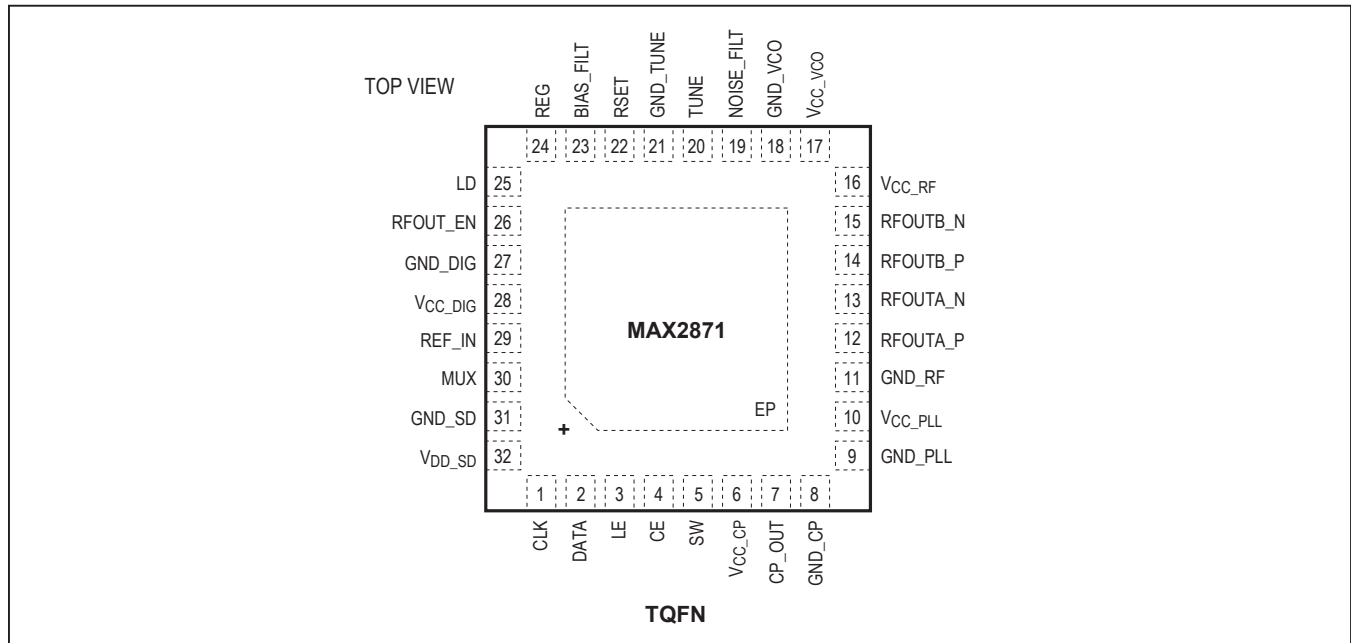 TOP VIEW
REG
BIAS_FILT
RSET
GND_TUNE
TUNE
NOISE_FILT
GND_VCO
VCC_VCO
24 23 22 21 20 19 18 17
LD 25
RFOUT_EN 26
GND_DIG 27
VCC_DIG 28
REF_IN 29
MUX 30
GND_SD 31
VDD_SD 32
MAX2871
EP
+
16 VCC_RF
15 RFOUTB_N
14 RFOUTB_P
13 RFOUTA_N
12 RFOUTA_P
11 GND_RF
10 VCC_PLL
9 GND_PLL
1 2 3 4 5 6 7 8
CLK
DATA
LE
CE
SW
VCC_CP
CP_OUT
GND_CP
TQFN